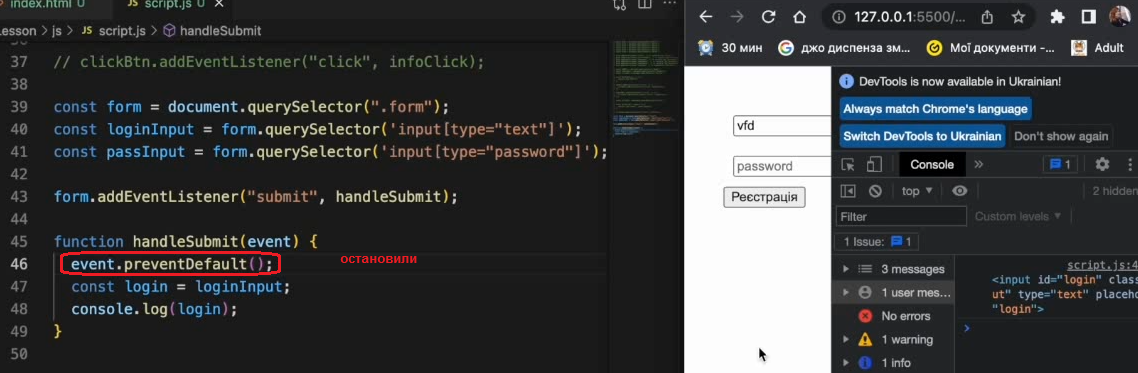 index.html U
script.js U
esson > js > JS script.js > handleSubmit
37 // clickBtn.addEventListener("click", infoClick);
38
39 const form = document.querySelector(".form");
40 const loginInput = form.querySelector('input[type="text"]');
41 const passInput = form.querySelector('input[type="password"]');
42
43 form.addEventListener("submit", handleSubmit);
44
45 function handleSubmit(event) {
46 event.preventDefault();
остановили
47 const login = loginInput;
48 console.log(login);
49 }
50
127.0.0.1:5500/...
30 мин
джо диспенза зм...
Мої документи -...
Adult
vfd
password
Реєстрація
DevTools is now available in Ukrainian!
Always match Chrome's language
Switch DevTools to Ukrainian
Don't show again
Console
»
1
top
2 hidden
Filter
Custom levels
1 Issue: 1
3 messages
1 user mes...
No errors
1 warning
1 info
script.js:4
<input id="login" clas
ut" type="text" placeho
"login">
>